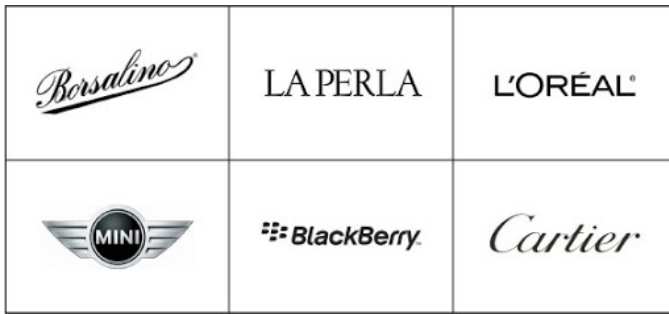 Borsalino®
LA PERLA
L'ORÉAL®
MINI
BlackBerry.
Cartier